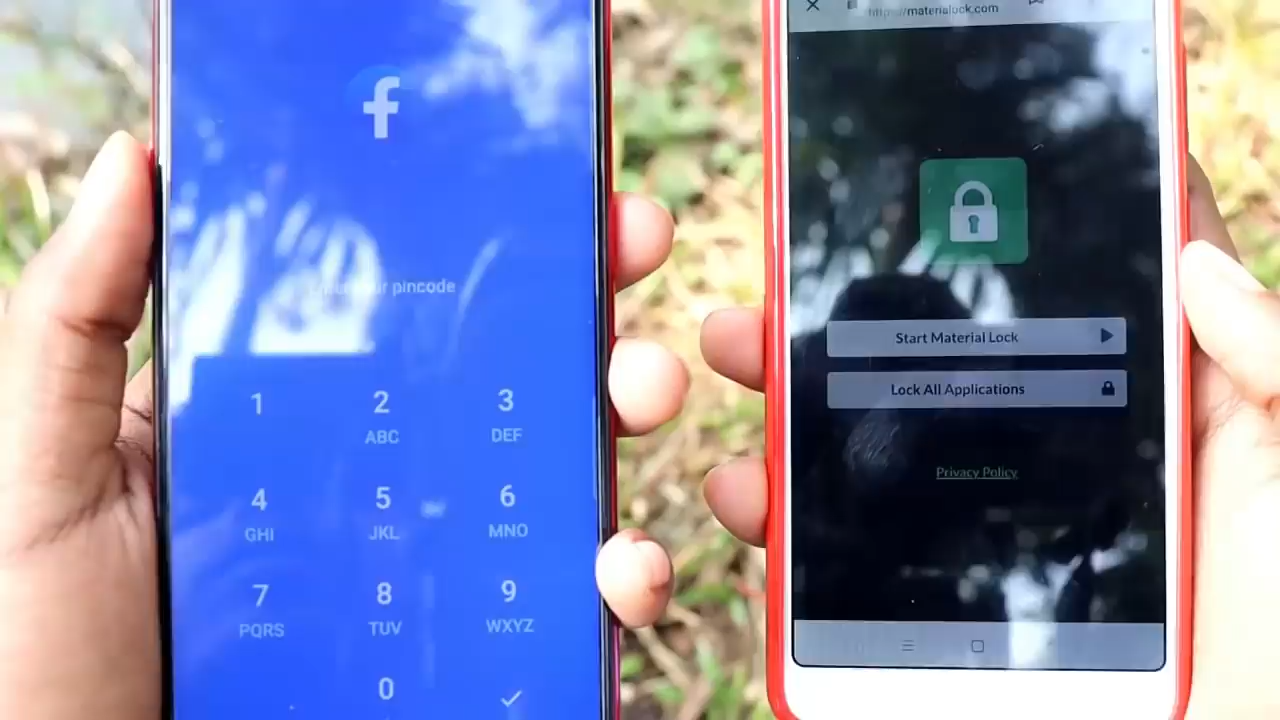 f
pincode
1
2
ABC
3
DEF
4
GHI
5
JKL
6
MNO
7
PQRS
8
TUV
9
WXYZ
0
https://materialock.com
Start Material Lock
Lock All Applications
Privacy Policy